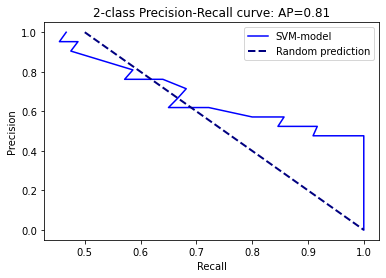 2-class Precision-Recall curve: AP=0.81
SVM-model
Random prediction
Precision
1.0
0.8
0.6
0.4
0.2
0.0
0.5
0.6
0.7
0.8
0.9
1.0
Recall